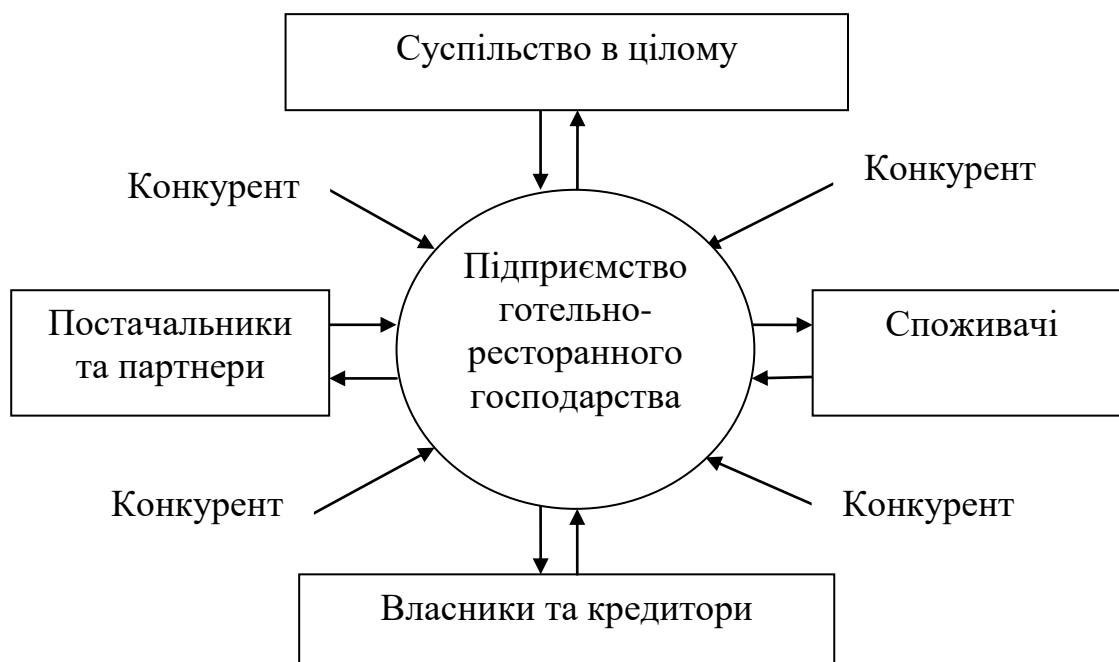 Суспільство в цілому
Конкурент
Конкурент
Підприємство
готельно-
ресторанного
господарства
Постачальники
та партнери
Споживачі
Конкурент
Конкурент
Власники та кредитори